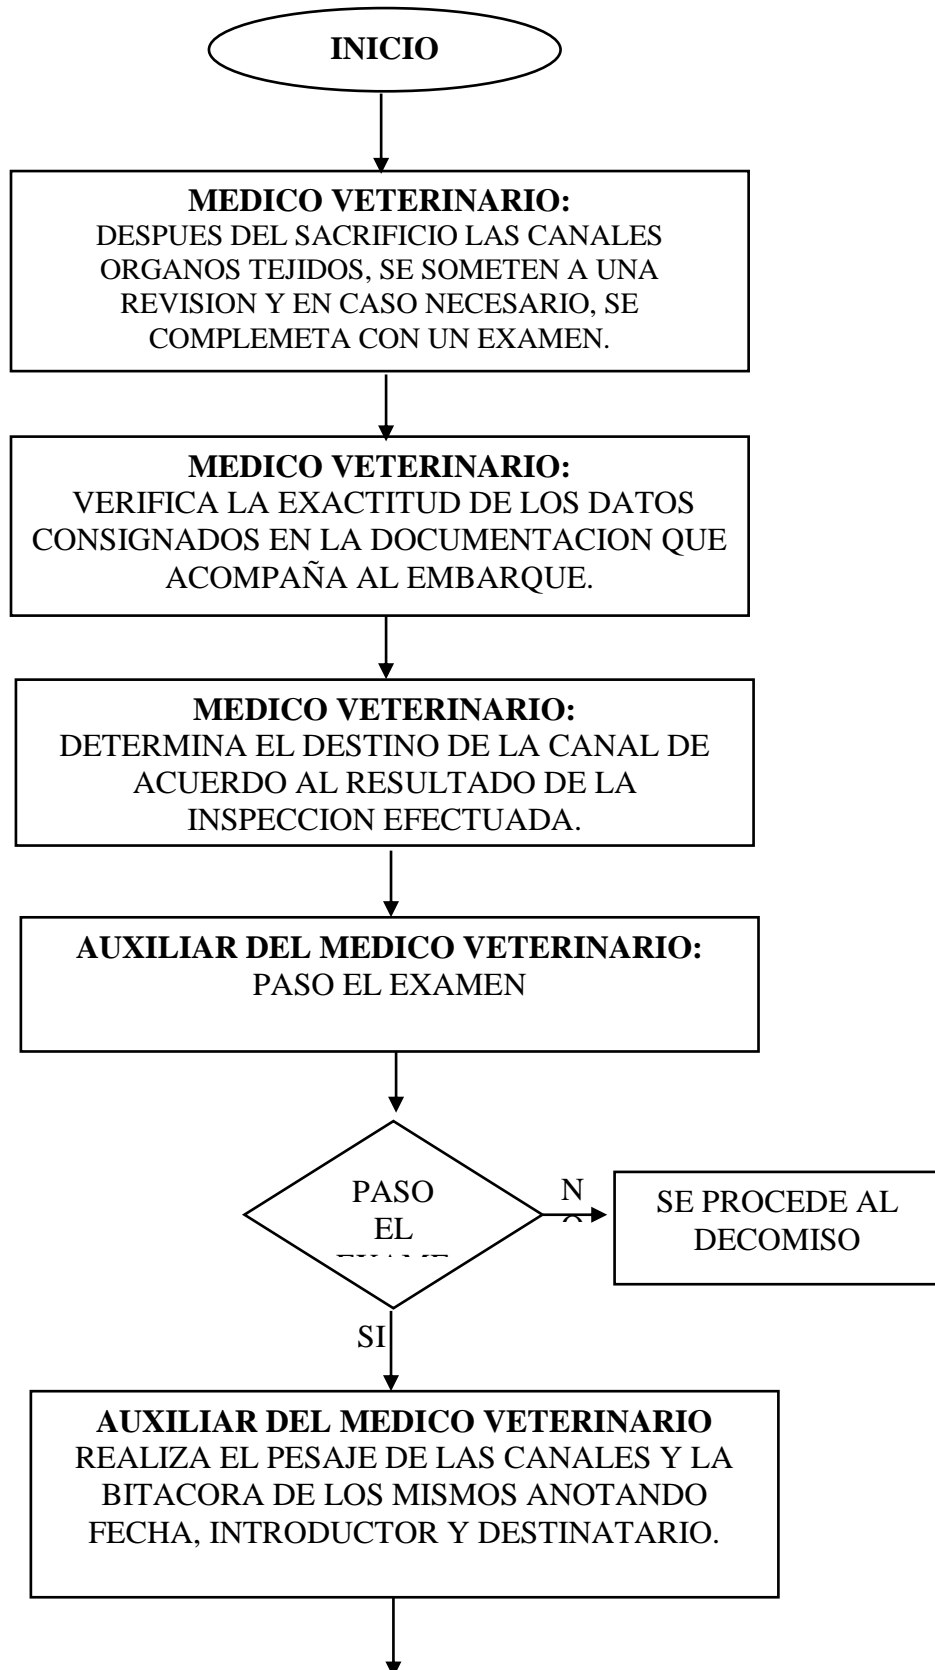 INICIO
MEDICO VETERINARIO:
DESPUES DEL SACRIFICIO LAS CANALES
ORGANOS TEJIDOS, SE SOMETEN A UNA
REVISION Y EN CASO NECESARIO, SE
COMPLEMETA CON UN EXAMEN.
MEDICO VETERINARIO:
VERIFICA LA EXACTITUD DE LOS DATOS
CONSIGNADOS EN LA DOCUMENTACION QUE
ACOMPAÑA AL EMBARQUE.
MEDICO VETERINARIO:
DETERMINA EL DESTINO DE LA CANAL DE
ACUERDO AL RESULTADO DE LA
INSPECCION EFECTUADA.
AUXILIAR DEL MEDICO VETERINARIO:
PASO EL EXAMEN
PASO
EL
N
SE PROCEDE AL
DECOMISO
SI
AUXILIAR DEL MEDICO VETERINARIO
REALIZA EL PESAJE DE LAS CANALES Y LA
BITACORA DE LOS MISMOS ANOTANDO
FECHA, INTRODUCTOR Y DESTINATARIO.